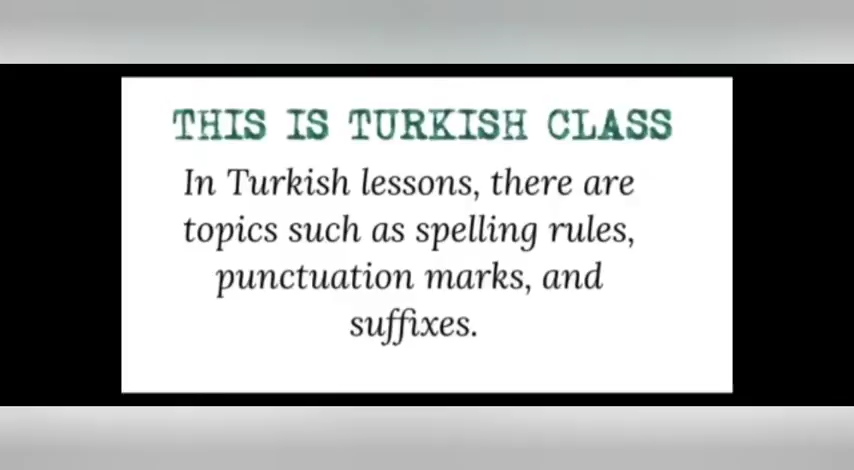 THIS IS TURKISH CLASS
In Turkish lessons, there are
topics such as spelling rules,
punctuation marks, and
suffixes.